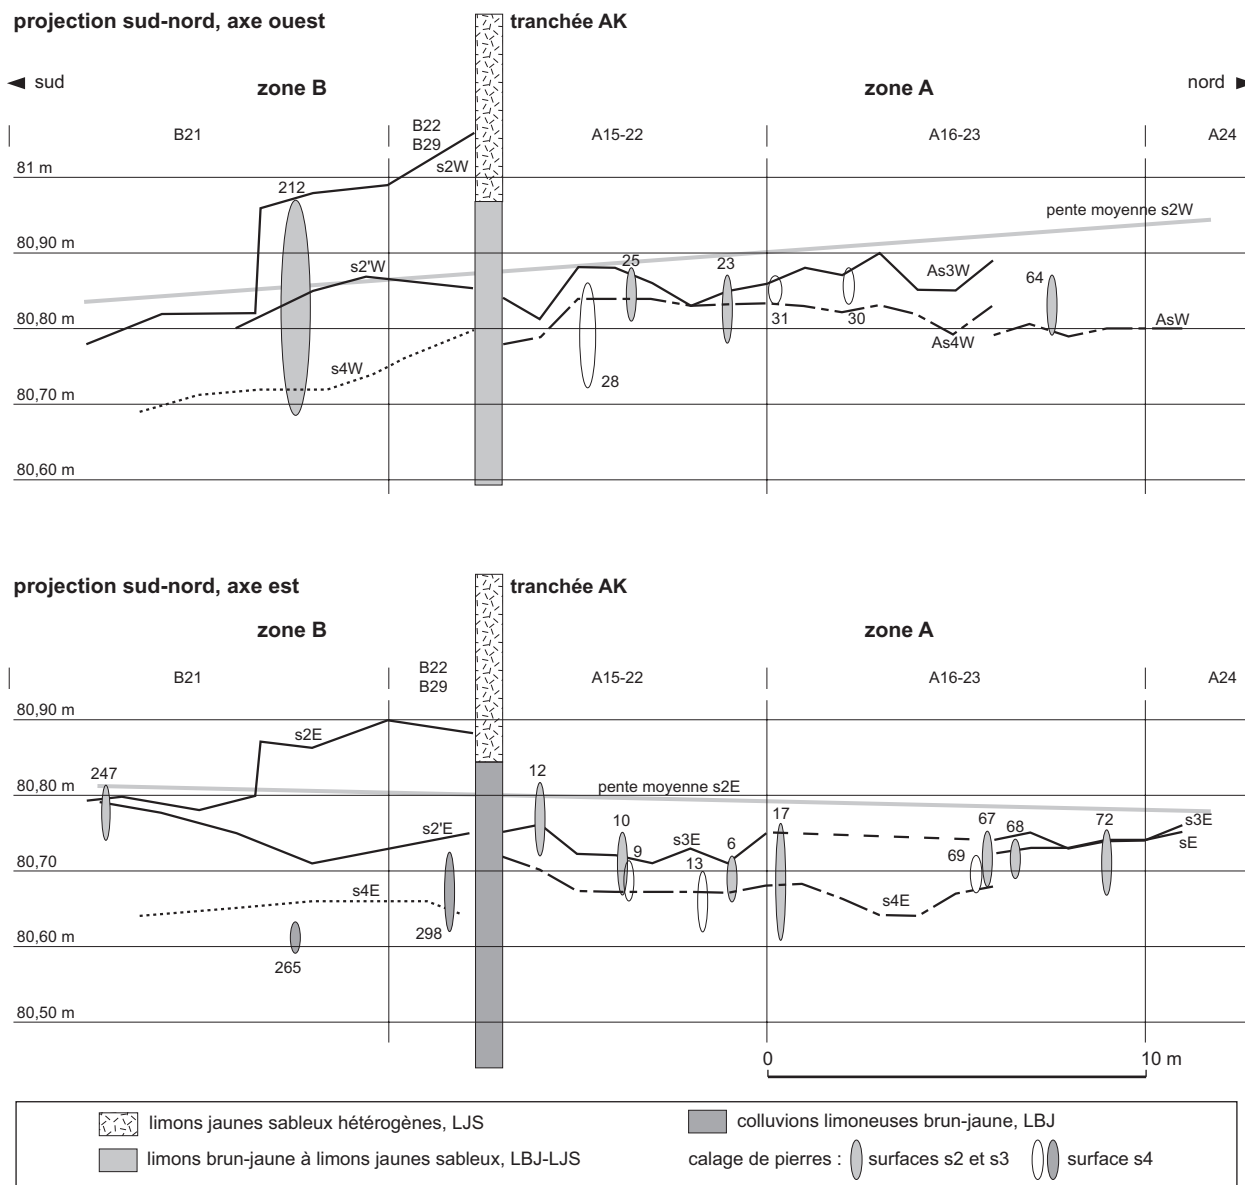 projection sud-nord, axe ouest
tranchée AK
sud
zone B
zone A
nord
B21
B22
B29
A15-22
A16-23
A24
81 m
212
s2W
pente moyenne s2W
80,90 m
s2'W
25
23
As3W
64
31
30
80,80 m
AsW
s4W
As4W
28
80,70 m
80,60 m
projection sud-nord, axe est
tranchée AK
zone B
zone A
B21
B22
B29
A15-22
A16-23
A24
80,90 m
s2E
247
12
pente moyenne s2E
80,80 m
s2'E
10
s3E
6
17
67
68
72
s3E
sE
9
13
69
80,70 m
s4E
s4E
298
80,60 m
265
80,50 m
0
10 m
limons jaunes sableux hétérogènes, LJS
colluvions limoneuses brun-jaune, LBJ
limons brun-jaune à limons jaunes sableux, LBJ-LJS
calage de pierres : surfaces s2 et s3 surface s4